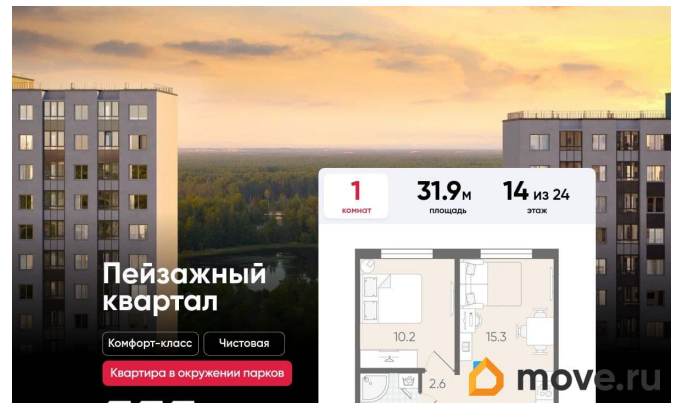 1
комнат
31.9 м
площадь
14 из 24
этаж
Пейзажный
квартал
Комфорт-класс
Чистовая
Квартира в окружении парков
10.2
15.3
2.6
move.ru